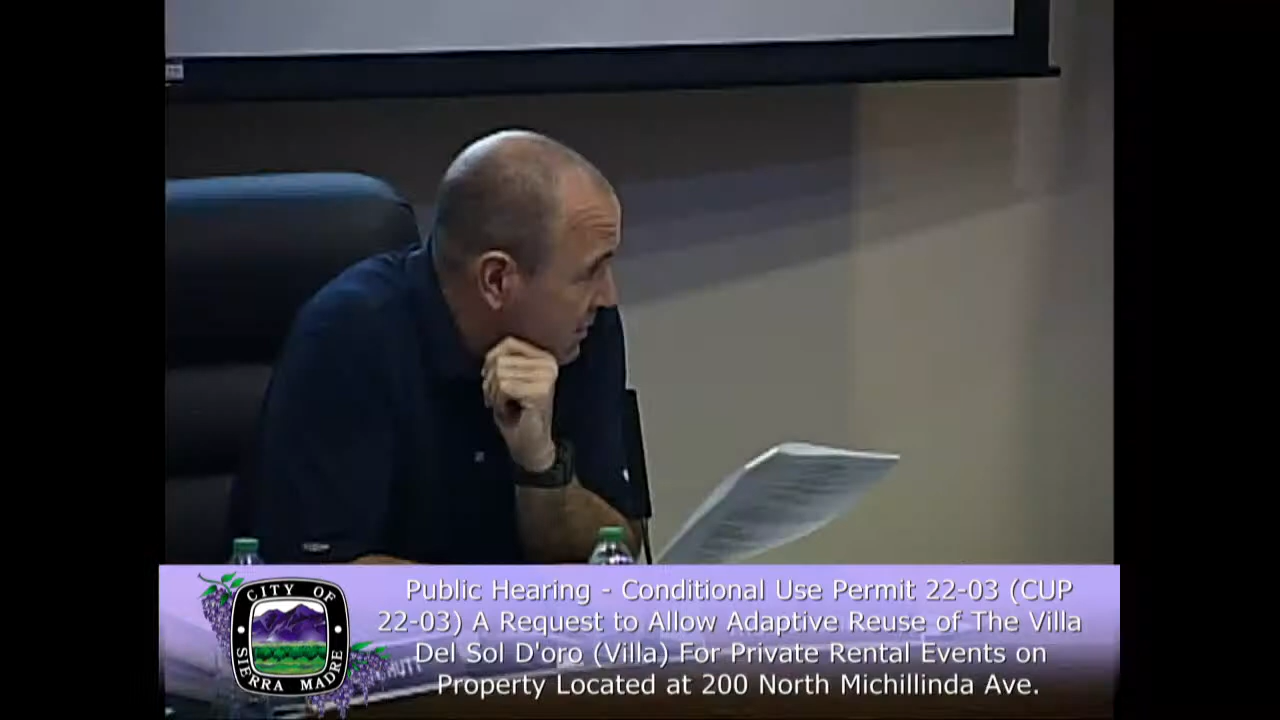 Public Hearing - Conditional Use Permit 22-03 (CUP
22-03) A Request to Allow Adaptive Reuse of The Villa
Del Sol D'oro (Villa) For Private Rental Events on
Property Located at 200 North Michillinda Ave.
CITY OF
SIERRA MADRE
HUTT